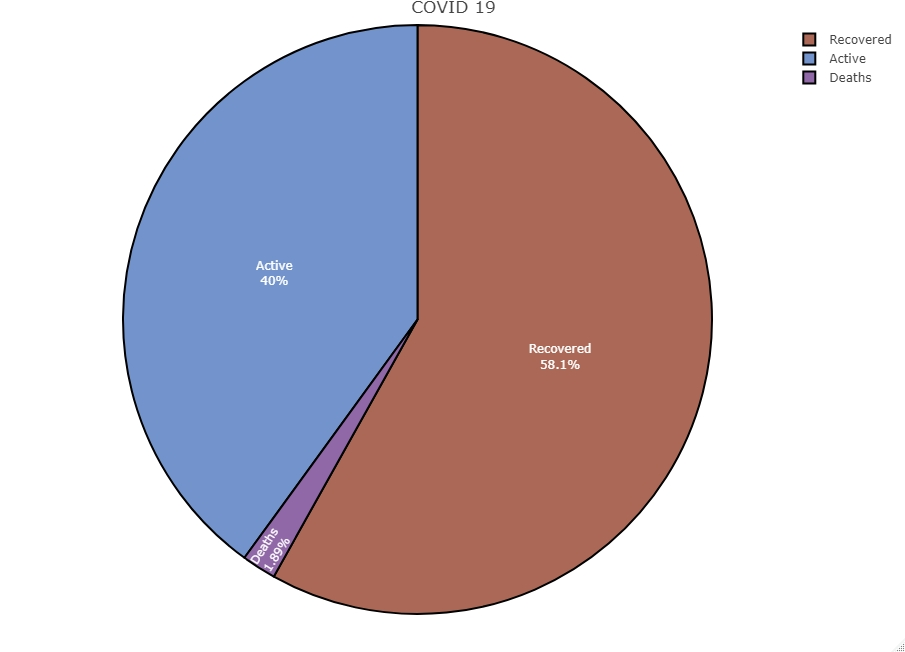 COVID 19
Recovered
Active
Deaths
Active
40%
Recovered
58.1%
Deaths
1.89%